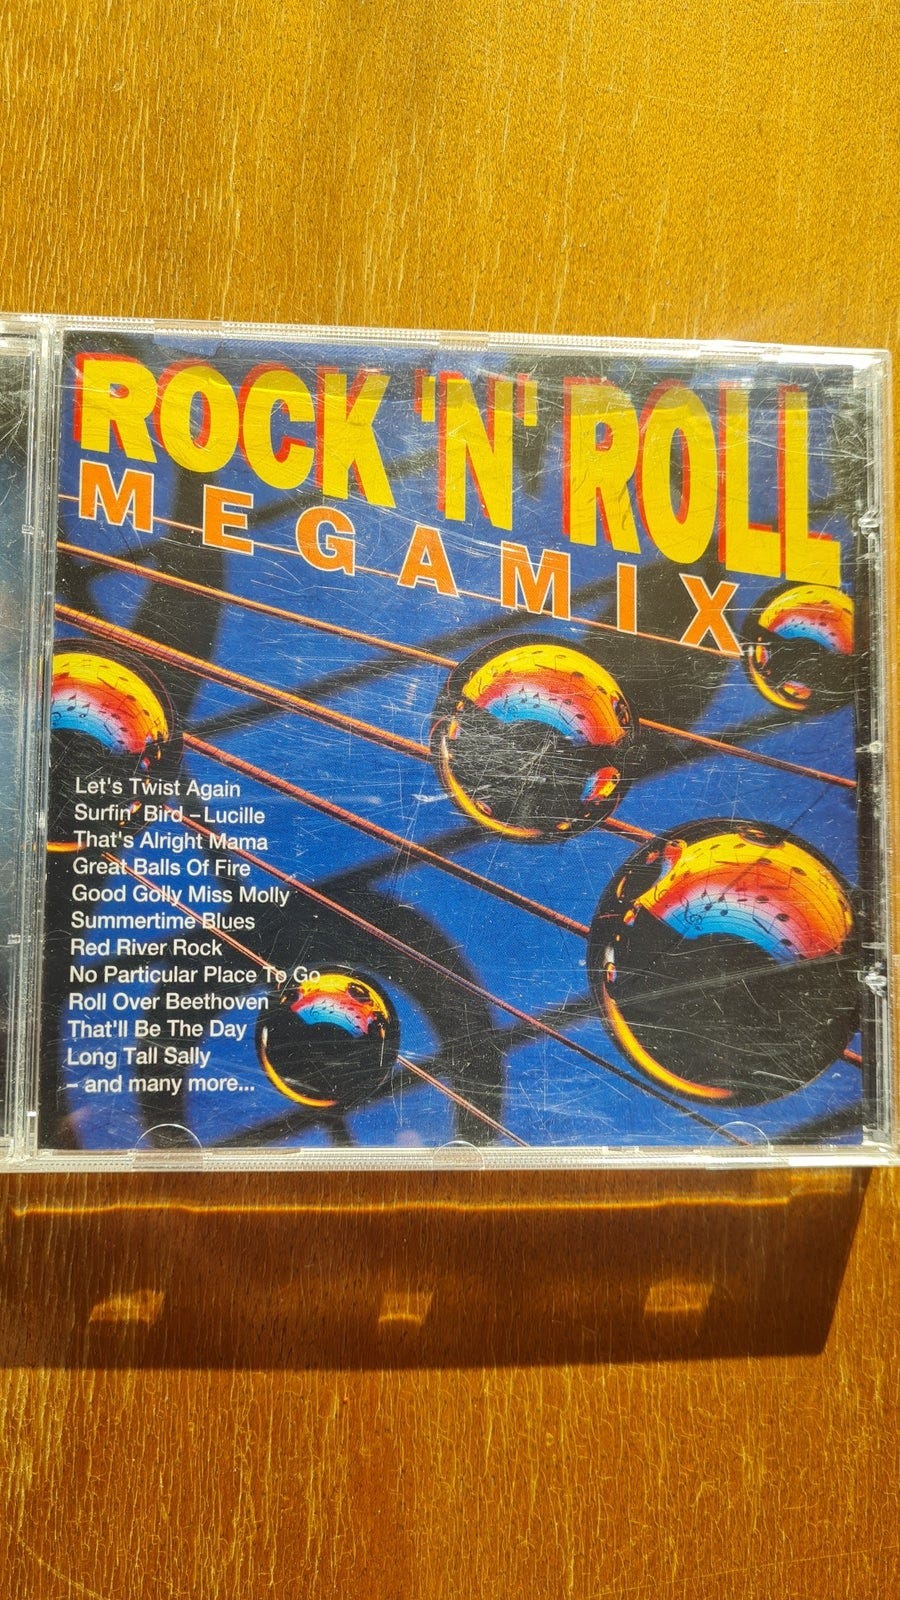 ROCK 'N' ROLL
MEGAMIX
Let's Twist Again
Surfin' Bird – Lucille
That's Alright Mama
Great Balls Of Fire
Good Golly Miss Molly
Summertime Blues
Red River Rock
No Particular Place To Go
Roll Over Beethoven
That'll Be The Day
Long Tall Sally
– and many more...